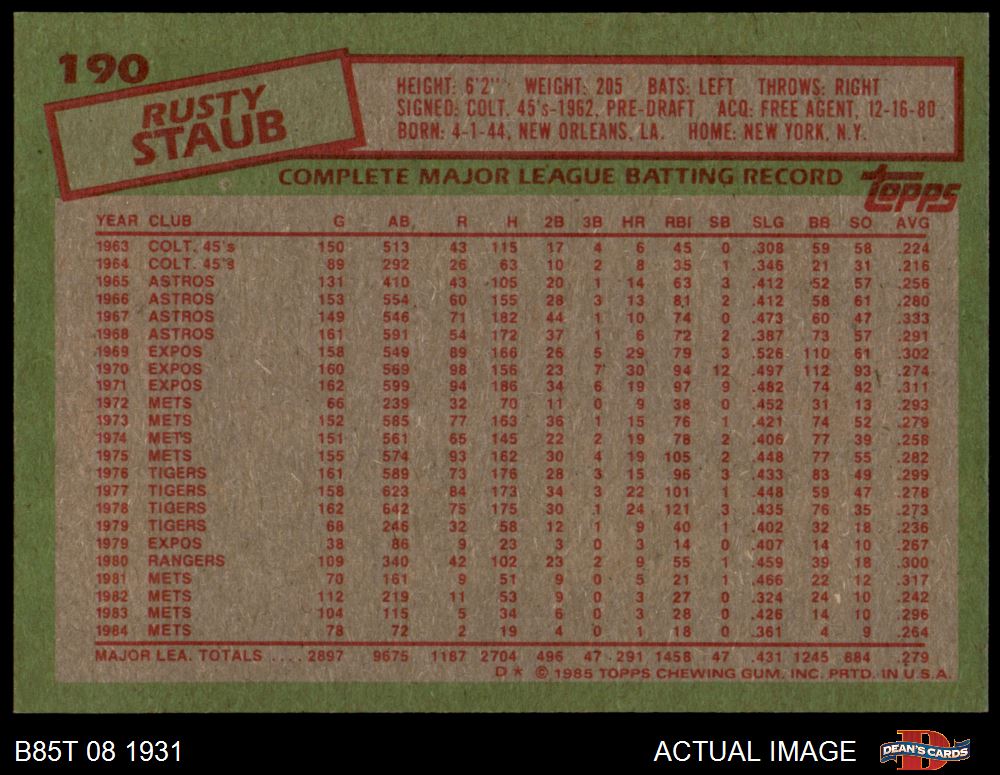 190
RUSTY
STAUB
HEIGHT: 6'2" WEIGHT: 205 BATS: LEFT THROWS: RIGHT
SIGNED: COLT. 45's-1962, PRE-DRAFT ACQ: FREE AGENT, 12-16-80
BORN: 4-1-44, NEW ORLEANS, LA. HOME: NEW YORK, N.Y.
COMPLETE MAJOR LEAGUE BATTING RECORD
topps
YEAR CLUB G AB R H 2B 3B HR RBI SB SLG BB SO AVG
1963 COLT. 45's 150 513 43 115 17 4 6 45 0 .308 59 58 .224
1964 COLT. 45's 89 292 26 63 10 2 8 35 1 .346 21 31 .216
1965 ASTROS 131 410 43 105 20 1 14 63 3 .412 52 57 .256
1966 ASTROS 153 554 60 155 28 3 13 81 2 .412 58 61 .280
1967 ASTROS 149 546 71 182 44 1 10 74 0 .473 60 47 .333
1968 ASTROS 161 591 54 172 37 1 6 72 2 .387 73 57 .291
1969 EXPOS 158 549 89 166 26 5 29 79 3 .526 110 61 .302
1970 EXPOS 160 569 98 156 23 7 30 94 12 .497 112 93 .274
1971 EXPOS 162 599 94 186 34 6 19 97 9 .482 74 42 .311
1972 METS 66 239 32 70 11 0 9 38 0 .452 31 13 .293
1973 METS 152 585 77 163 36 1 15 76 1 .421 74 52 .279
1974 METS 151 561 65 145 22 2 19 78 2 .406 77 39 .258
1975 METS 155 574 93 162 30 4 19 105 2 .448 77 55 .282
1976 TIGERS 161 589 73 176 28 3 15 96 3 .433 83 49 .299
1977 TIGERS 158 623 84 173 34 3 22 101 1 .448 59 47 .278
1978 TIGERS 162 642 75 175 30 1 24 121 3 .435 76 35 .273
1979 TIGERS 68 246 32 58 12 1 9 40 1 .402 32 18 .236
1979 EXPOS 38 86 9 23 3 0 3 14 0 .407 14 10 .267
1980 RANGERS 109 340 42 102 23 2 9 55 1 .459 39 18 .300
1981 METS 70 161 9 51 9 0 5 21 1 .466 22 12 .317
1982 METS 112 219 11 53 9 0 3 27 0 .324 24 10 .242
1983 METS 104 115 5 34 6 0 3 28 0 .426 14 10 .296
1984 METS 78 72 2 19 4 0 1 18 0 .361 4 9 .264
MAJOR LEA. TOTALS .... 2897 9675 1187 2704 496 47 291 1458 47 .431 1245 884 .279
D * © 1985 TOPPS CHEWING GUM, INC. PRTD. IN U.S.A.
B85T 08 1931
ACTUAL IMAGE
D
DEAN'S CARDS